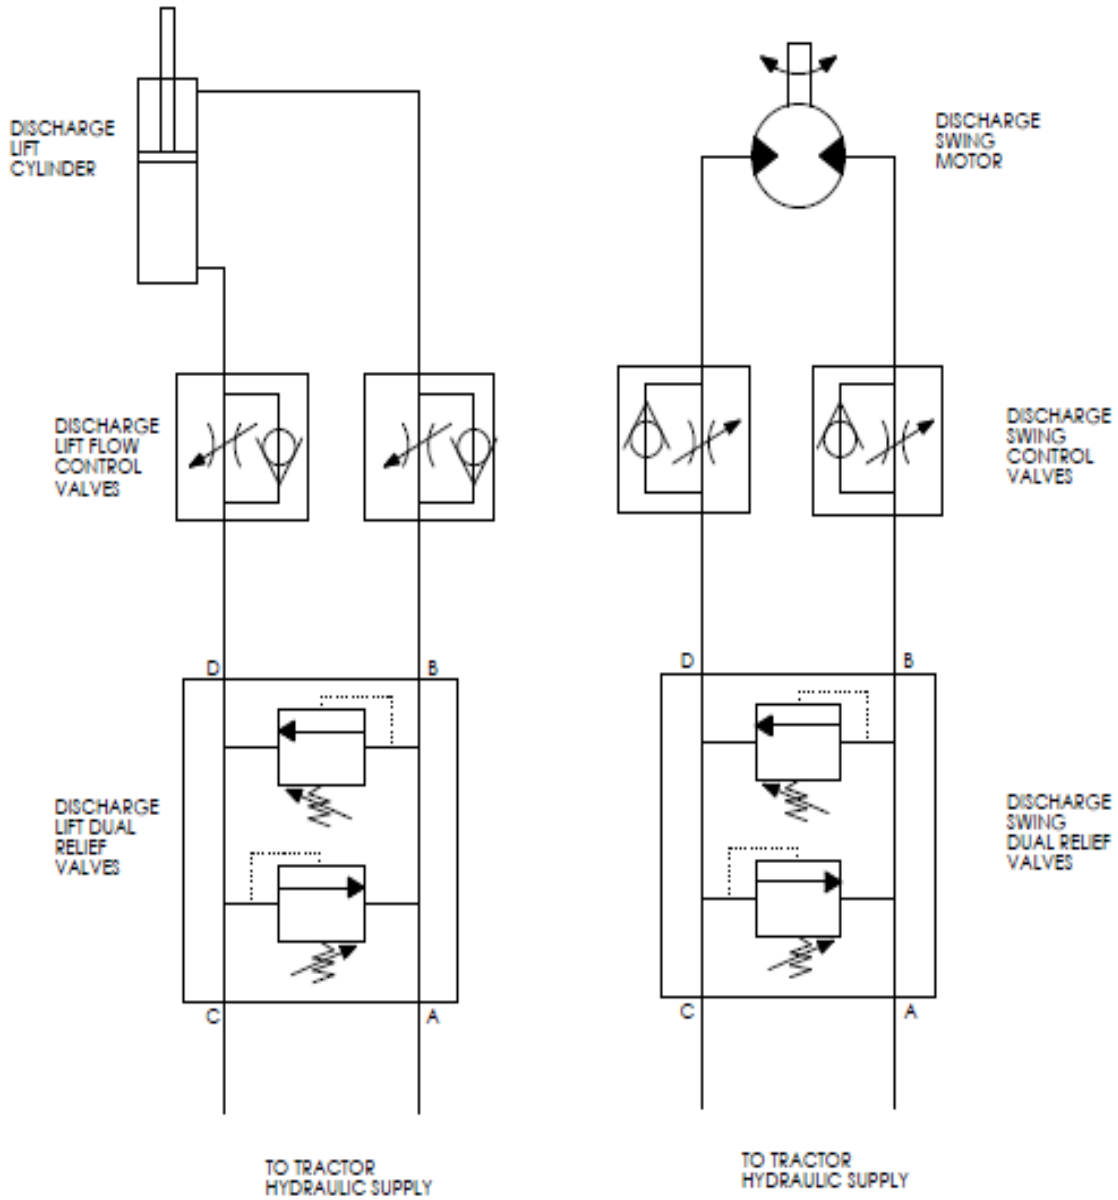 DISCHARGE
LIFT
CYLINDER
DISCHARGE
SWING
MOTOR
DISCHARGE
LIFT FLOW
CONTROL
VALVES
DISCHARGE
SWING
CONTROL
VALVES
D
B
D
B
DISCHARGE
LIFT DUAL
RELIEF
VALVES
DISCHARGE
SWING
DUAL RELIEF
VALVES
C
A
C
A
TO TRACTOR
HYDRAULIC SUPPLY
TO TRACTOR
HYDRAULIC SUPPLY